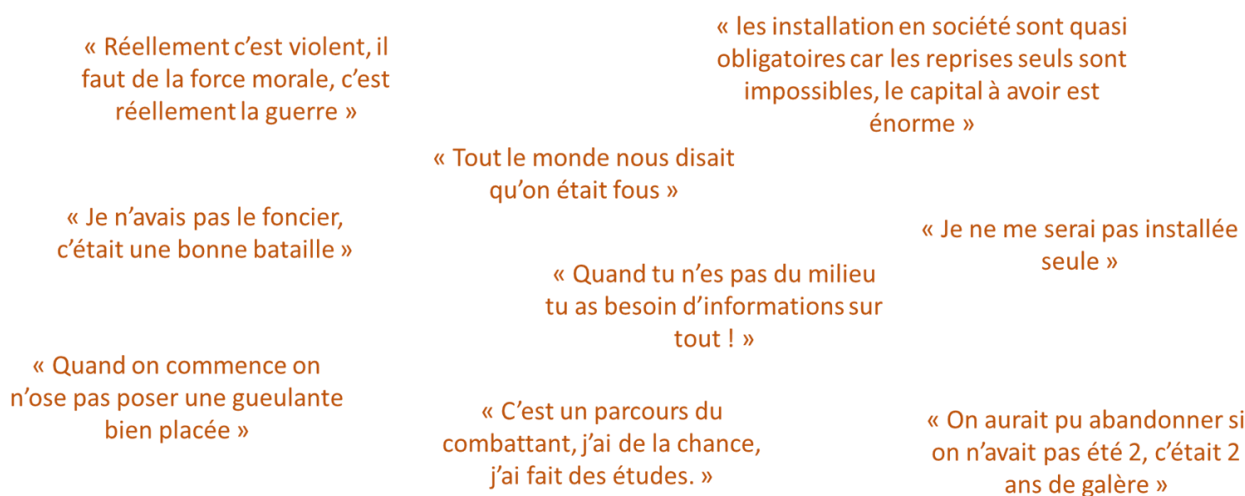 « Réellement c’est violent, il
faut de la force morale, c’est
réellement la guerre »
« les installation en société sont quasi
obligatoires car les reprises seuls sont
impossibles, le capital à avoir est
énorme »
« Tout le monde nous disait
qu’on était fous »
« Je n’avais pas le foncier,
c’était une bonne bataille »
« Je ne me serai pas installée
seule »
« Quand tu n’es pas du milieu
tu as besoin d’informations sur
tout ! »
« Quand on commence on
n’ose pas poser une gueulante
bien placée »
« C’est un parcours du
combattant, j’ai de la chance,
j’ai fait des études. »
« On aurait pu abandonner si
on n’avait pas été 2, c’était 2
ans de galère »